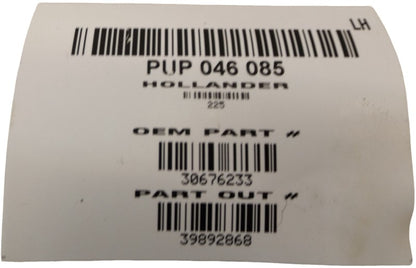 LH
PUP 046 085
HOLLANDER
225
OEM PART #
30676233
PART OUT #
39892868